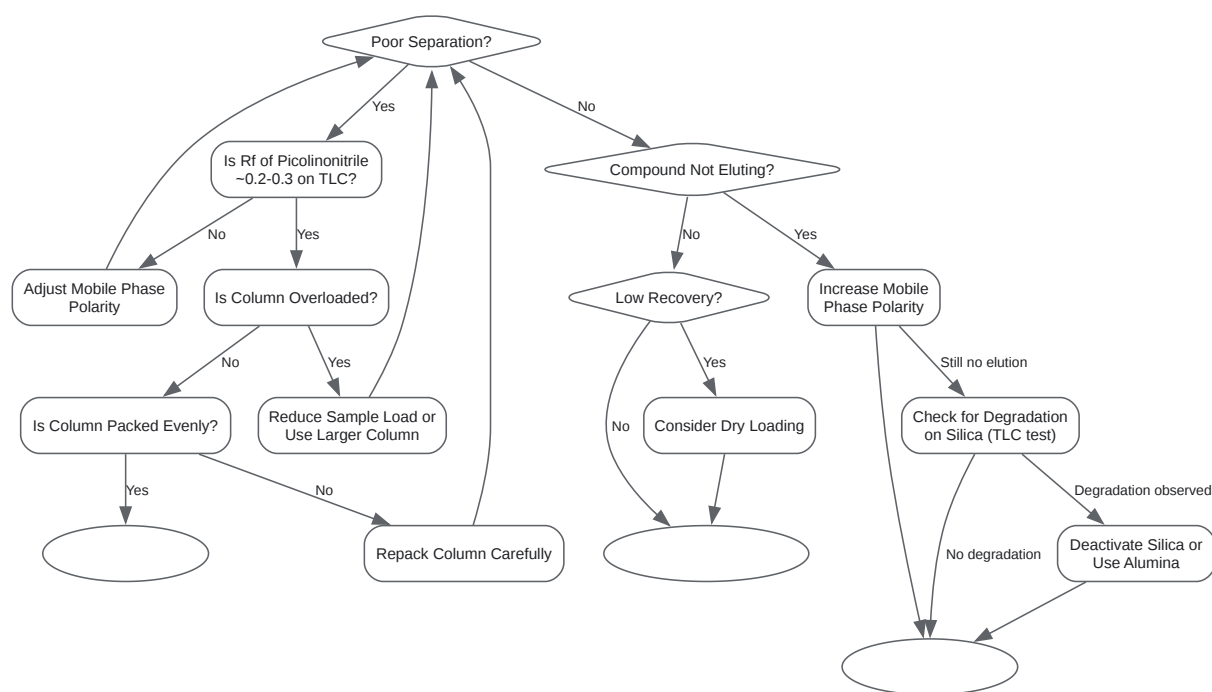 Poor Separation?
Yes
No
Is Rf of Picolinonitrile
~0.2-0.3 on TLC?
Compound Not Eluting?
No
Yes
No
Yes
Adjust Mobile Phase
Polarity
Is Column Overloaded?
Low Recovery?
Increase Mobile
Phase Polarity
No
Yes
Yes
Still no elution
Is Column Packed Evenly?
Reduce Sample Load or
Use Larger Column
No
Consider Dry Loading
Check for Degradation
on Silica (TLC test)
Yes
No
Degradation observed
Repack Column Carefully
No degradation
Deactivate Silica or
Use Alumina